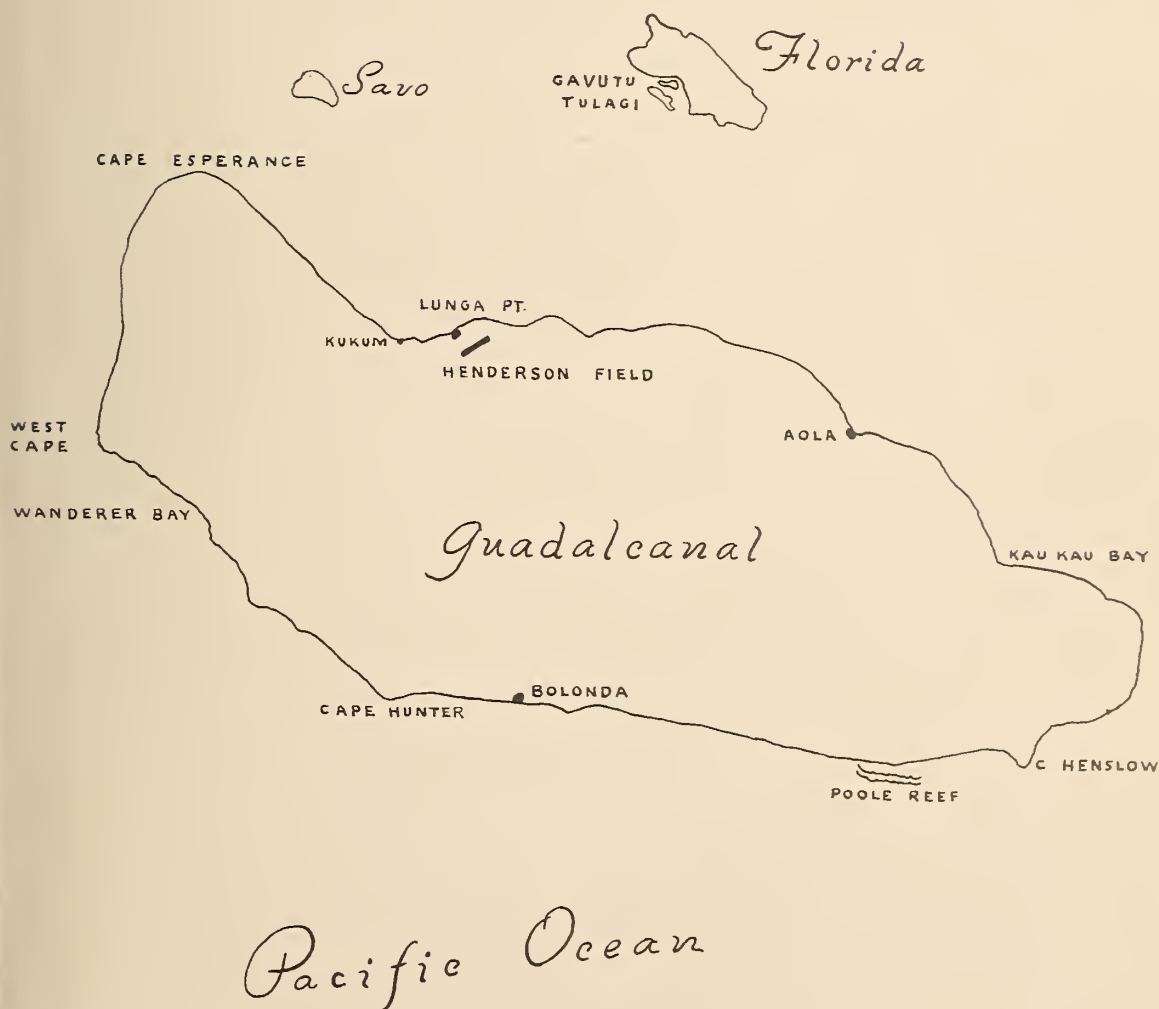 Florida
Savo
GAVUTU
TULAGI
CAPE ESPERANCE
LUNGA PT.
KUKUM
HENDERSON FIELD
WEST
CAPE
AOLA
WANDERER BAY
Guadalcanal
KAU KAU BAY
BOLONDA
CAPE HUNTER
C HENSLOW
POOLE REEF
Pacific Ocean